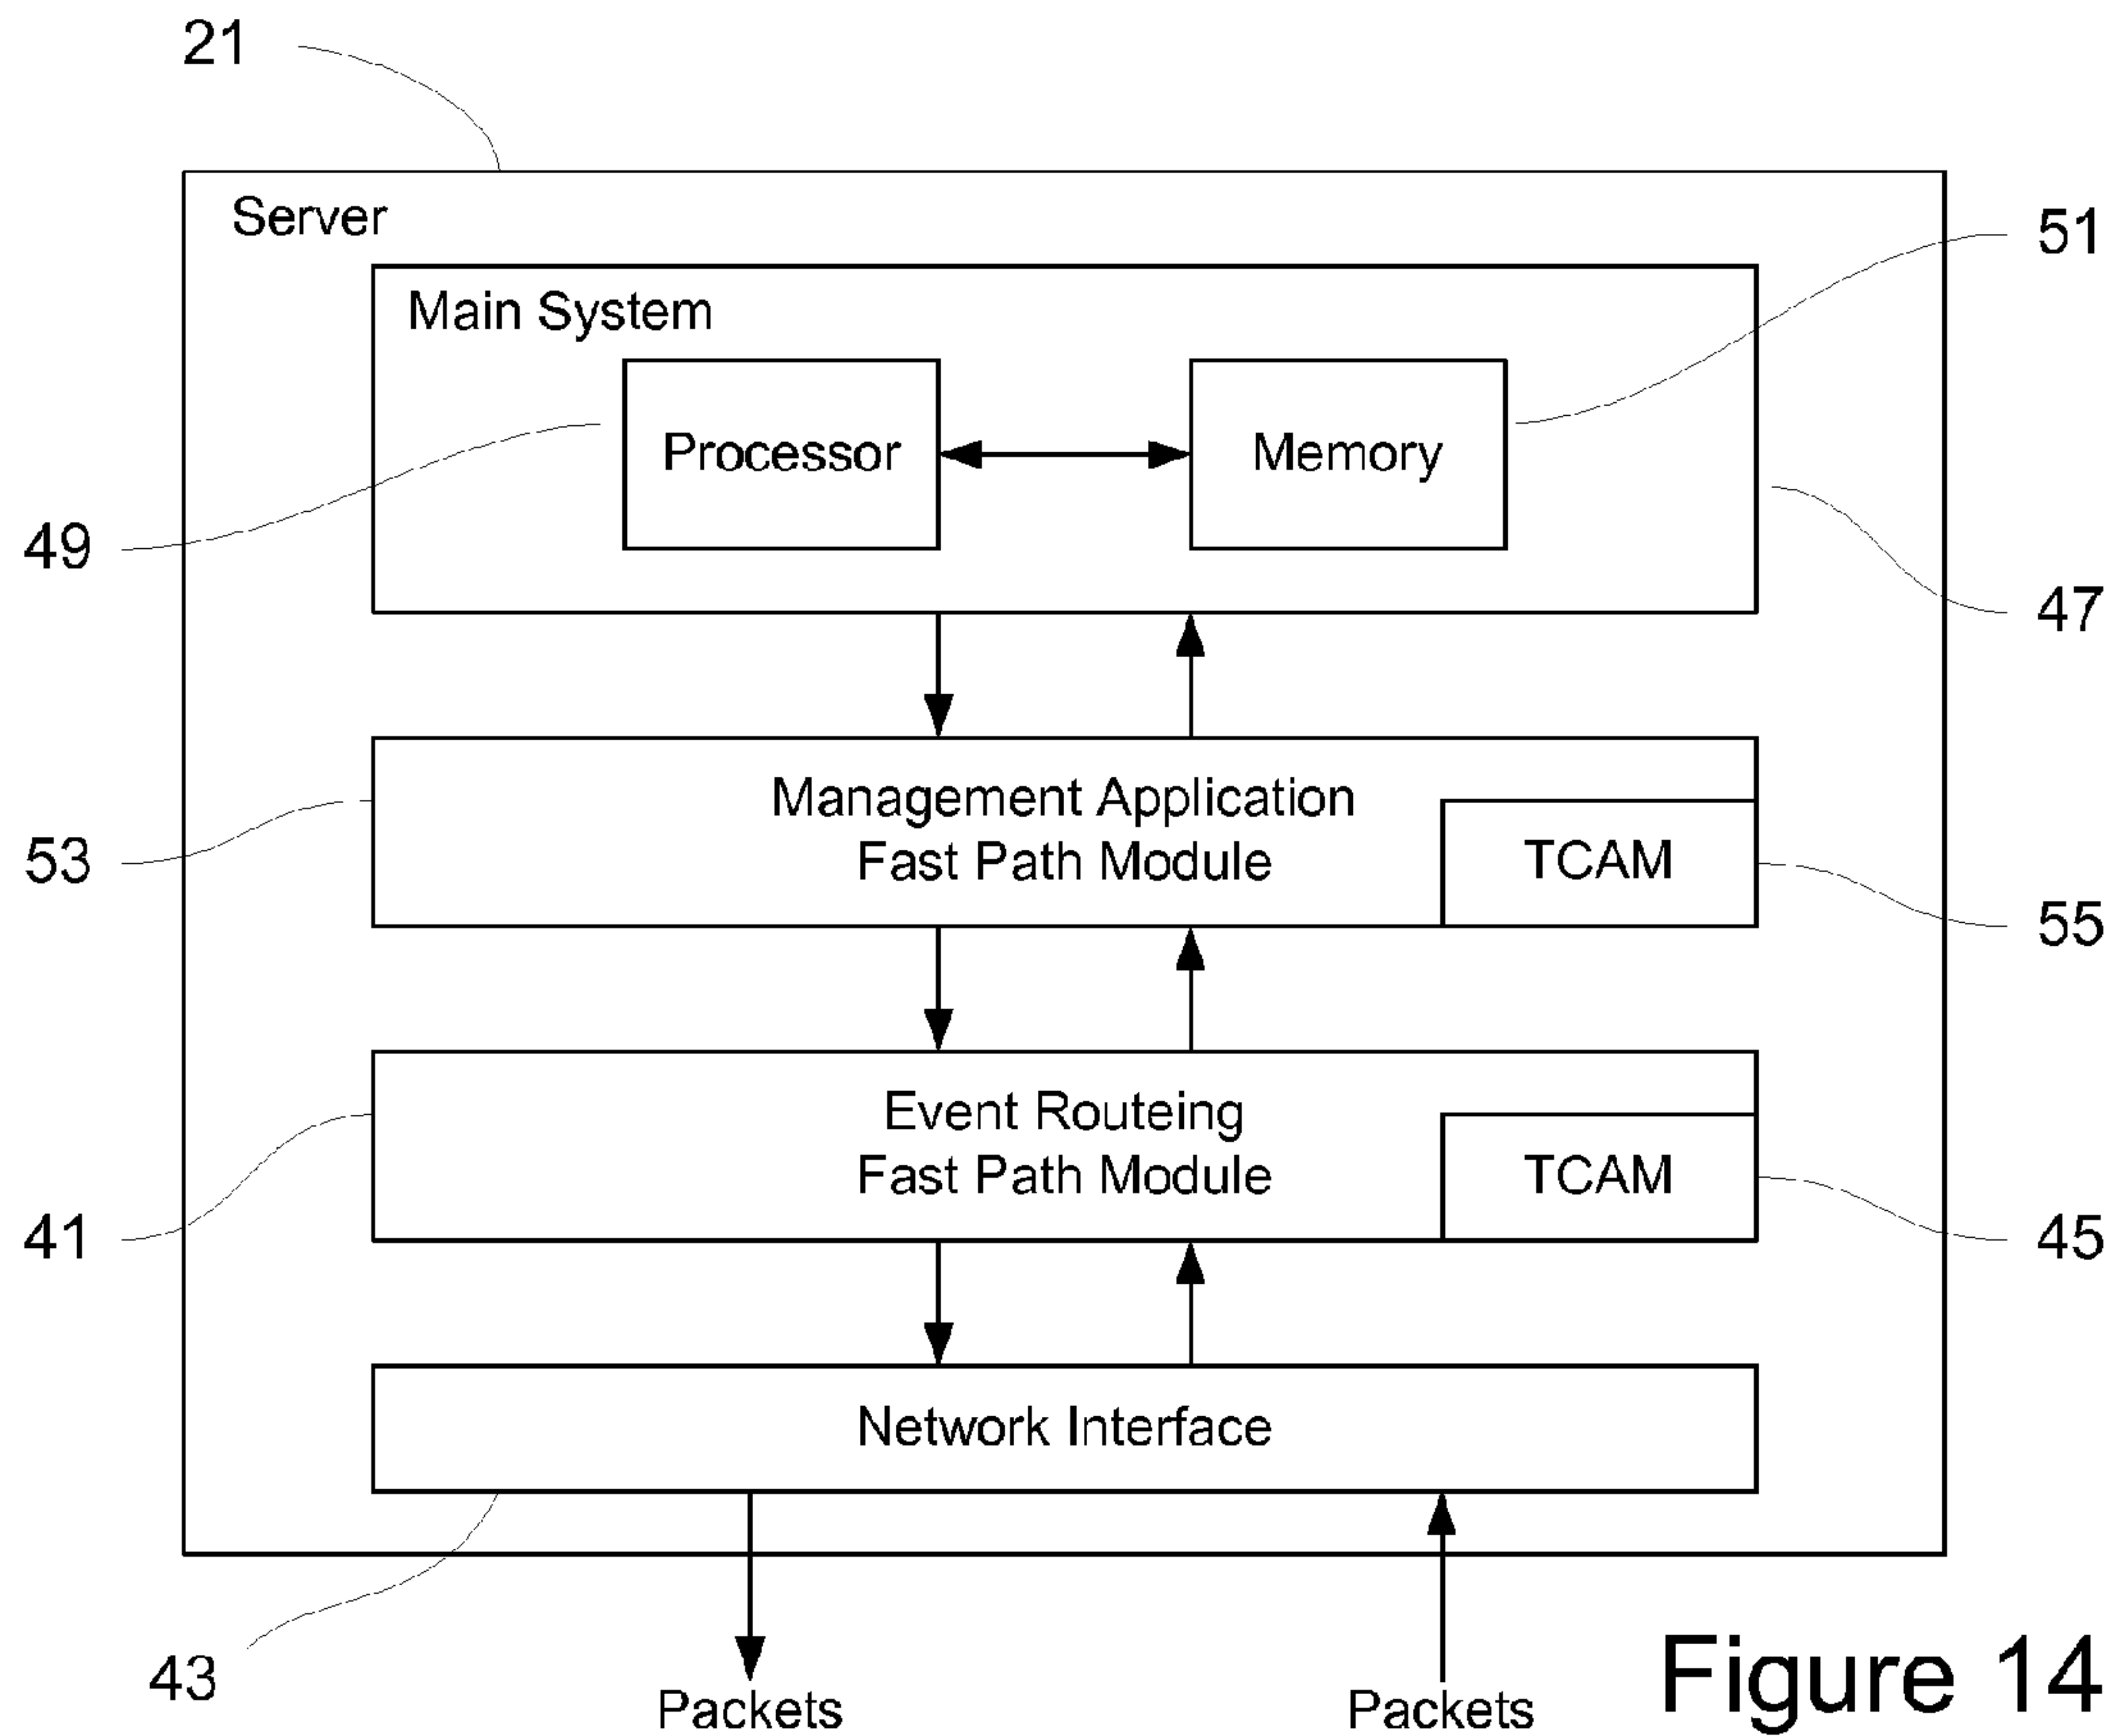 21
Server
51
Main System
Processor
Memory
49
47
Management Application
Fast Path Module
TCAM
53
55
Event Routeing
Fast Path Module
TCAM
41
45
Network Interface
43
Packets
Packets
Figure 14